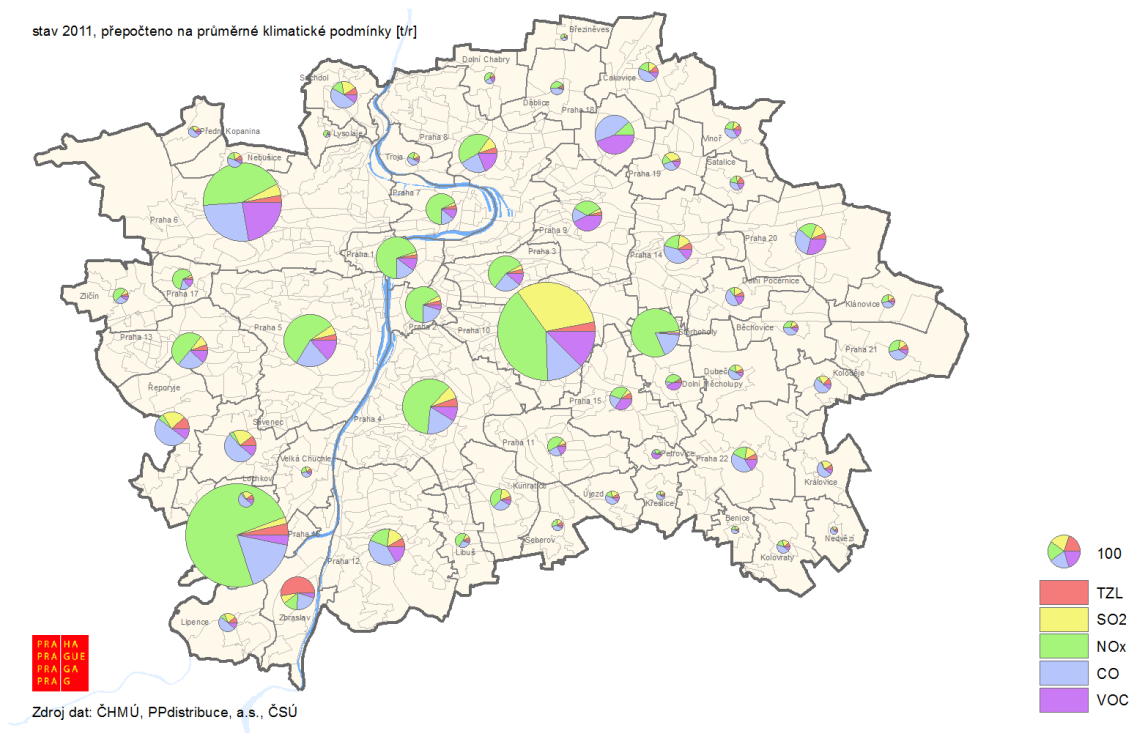 stav 2011, přepočteno na průměrné klimatické podmínky [t/r]
Březiněves
Dolní Chabry
Suchdol
Čakovice
Ďáblice
Praha 18
Přední Kopanina
Lysolaje
Praha 8
Vinoř
Nebušice
Troja
Satalice
Praha 19
Praha 7
Praha 6
Praha 9
Praha 20
Praha 1
Praha 3
Praha 14
Dolní Počernice
Zličín
Praha 17
Klánovice
Praha 5
Praha 2
Praha 10
Štěrboholy
Běchovice
Praha 13
Praha 21
Řeporyje
Dubeč
Koloděje
Dolní Měcholupy
Praha 15
Praha 4
Slivenec
Praha 11
Velká Chuchle
Petrovice
Praha 22
Lochkov
Královice
Kunratice
Újezd
Křeslice
Praha 16
Benice
Šeberov
Nedvězí
Libuš
Praha 12
Kolovraty
Zbraslav
Lipence
100
TZL
SO2
NOx
CO
VOC
PRA HA
PRA GUE
PRA GA
PRA G
Zdroj dat: ČHMÚ, PPdistribuce, a.s., ČSÚ